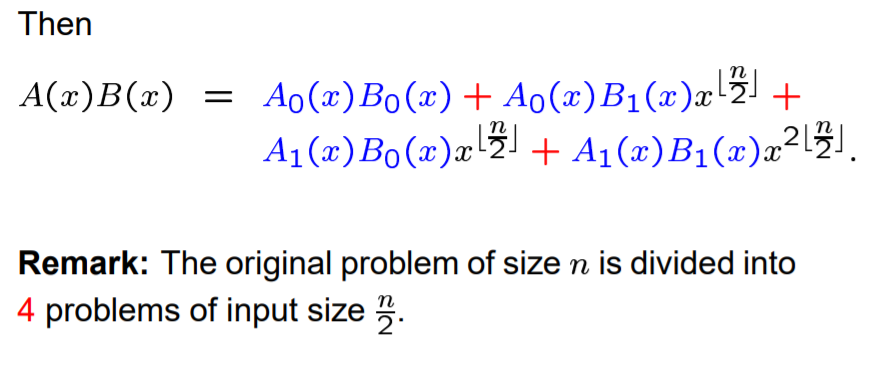 Then
A(x)B(x) = A₀(x)B₀(x) + A₀(x)B₁(x)x^⌊n/2⌋ +
A₁(x)B₀(x)x^⌊n/2⌋ + A₁(x)B₁(x)x^2⌊n/2⌋.
Remark: The original problem of size n is divided into
4 problems of input size n/2.